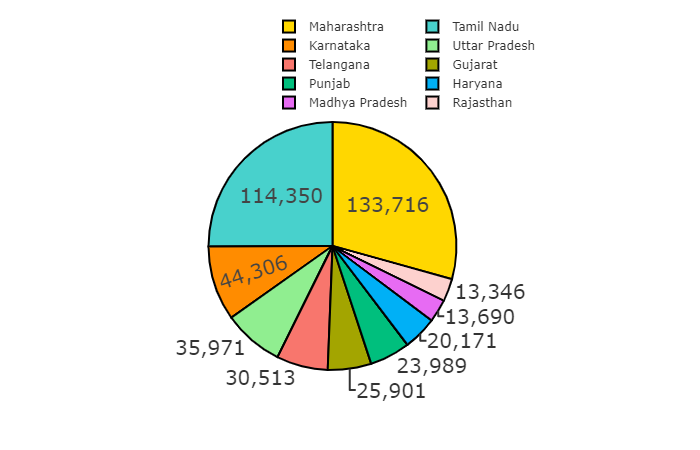 Maharashtra
Tamil Nadu
Karnataka
Uttar Pradesh
Telangana
Gujarat
Punjab
Haryana
Madhya Pradesh
Rajasthan
114,350
133,716
44,306
13,346
13,690
20,171
35,971
23,989
30,513
25,901